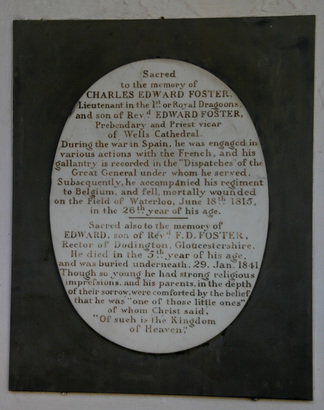 Sacred
to the memory of
CHARLES EDWARD FOSTER,
Lieutenant in the 1st or Royal Dragoons,
and son of Revd EDWARD FOSTER,
Prebendary and Priest vicar
of Wells Cathedral.
During the war in Spain, he was engaged in
various actions with the French, and his
gallantry is recorded in the "Dispatches" of the
Great General under whom he served.
Subsequently, he accompanied his regiment
to Belgium, and fell, mortally wounded
on the Field of Waterloo, June 18th 1815,
in the 26th year of his age.
Sacred also to the memory of
EDWARD, son of Revd F.D. FOSTER,
Rector of Dodington, Gloucestershire.
He died in the 5th year of his age,
and was buried underneath, 29. Jan. 1841
Though so young he had strong religious
impressions, and his parents, in the depth
of their sorrow, were comforted by the belief
that he was "one of those little ones"
of whom Christ said,
"Of such is the Kingdom
of Heaven."